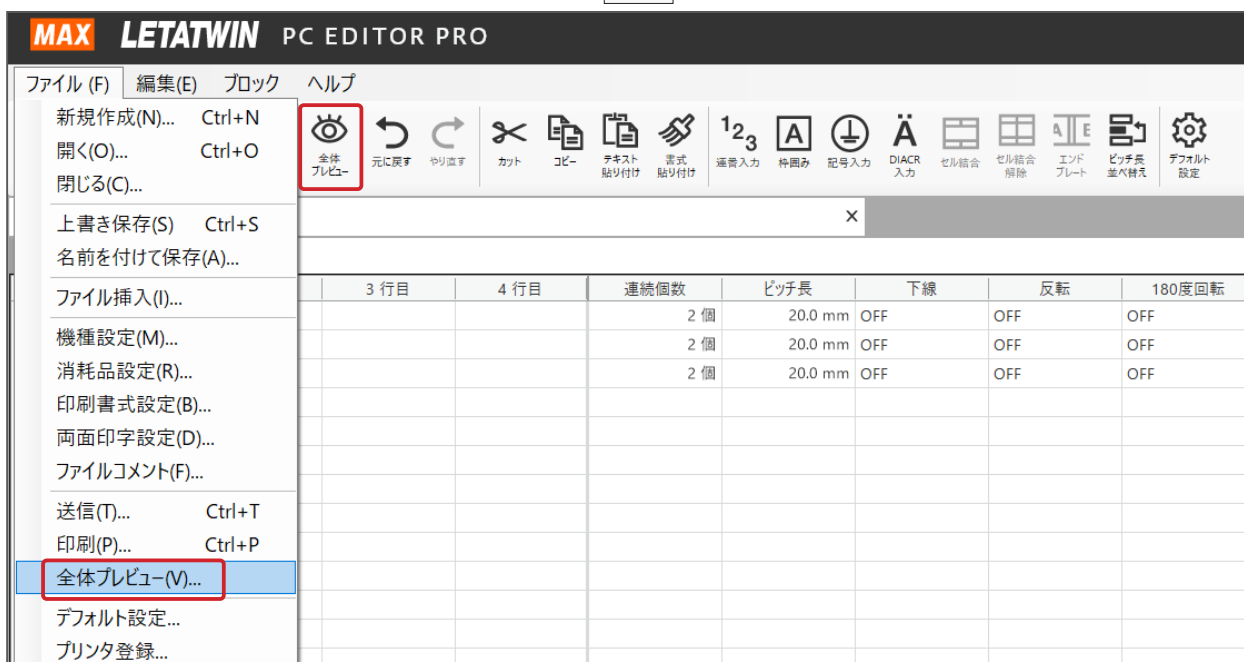 MAX LETATWIN PC EDITOR PRO
ファイル (F) 編集(E) ブロック ヘルプ
新規作成(N)... Ctrl+N
開く(O)... Ctrl+O
閉じる(C)...
上書き保存(S) Ctrl+S
名前を付けて保存(A)...
ファイル挿入(I)...
機種設定(M)...
消耗品設定(R)...
印刷書式設定(B)...
両面印字設定(D)...
ファイルコメント(F)...
送信(T)... Ctrl+T
印刷(P)... Ctrl+P
全体プレビュー(V)...
デフォルト設定...
プリンタ登録...
全体
プレビュー
元に戻す
やり直す
カット
コピー
テキスト
貼り付け
書式
貼り付け
123
連番入力
A
枠囲み
記号入力
Ä
DIACR
入力
セル結合
セル結合
解除
A E
エンド
プレート
ピッチ長
並べ替え
デフォルト
設定
×
3 行目 4 行目 連続個数 ピッチ長 下線 反転 180度回転
2 個 20.0 mm OFF OFF OFF
2 個 20.0 mm OFF OFF OFF
2 個 20.0 mm OFF OFF OFF